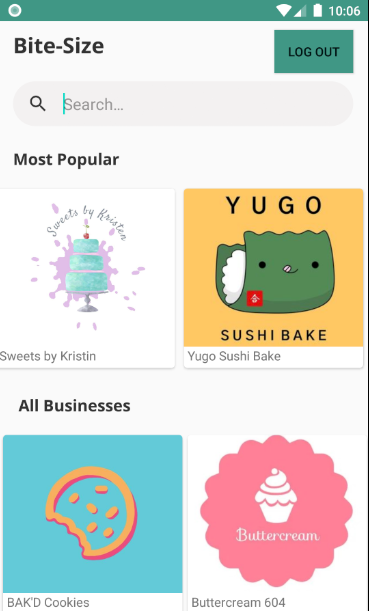 10:06
Bite-Size
LOG OUT
Search...
Most Popular
Sweets by Kristen
YUGO
合
SUSHI BAKE
Sweets by Kristin
Yugo Sushi Bake
All Businesses
Buttercream
BAK'D Cookies
Buttercream 604